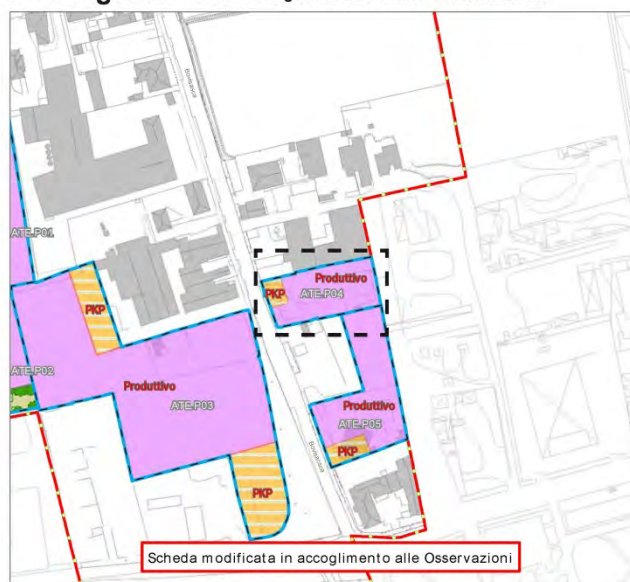 Bovisasca
ATE.P01
PKP
Produttivo
PKP
ATE.P04
ATE.P02
Produttivo
ATE.P03
Produttivo
ATE.P05
PKP
PKP
Scheda modificata in accoglimento alle Osservazioni